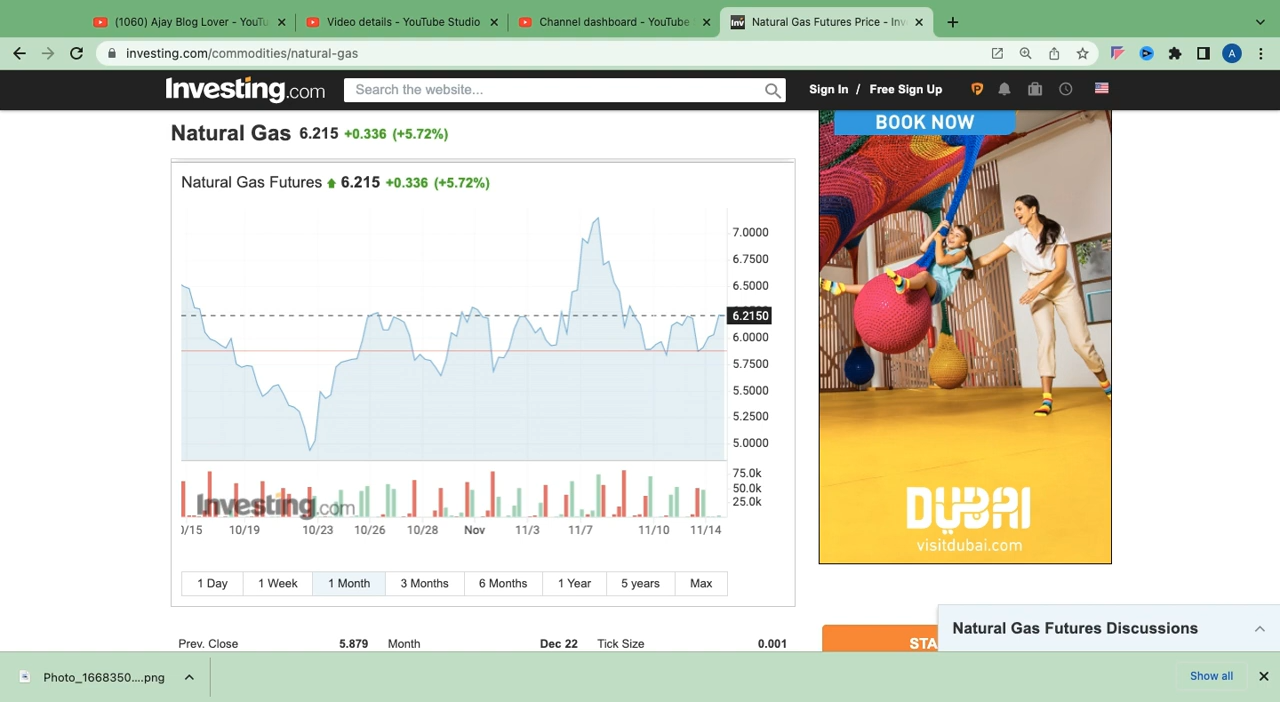 (1060) Ajay Blog Lover - YouTu
Video details - YouTube Studio
Channel dashboard - YouTube
Natural Gas Futures Price - Inv
investing.com/commodities/natural-gas
A
Investing.com
Search the website...
Sign In / Free Sign Up
Natural Gas 6.215 +0.336 (+5.72%)
BOOK NOW
Natural Gas Futures 6.215 +0.336 (+5.72%)
7.0000
6.7500
6.5000
6.2150
6.0000
5.7500
5.5000
5.2500
5.0000
75.0k
50.0k
25.0k
Investing.com
)/15 10/19 10/23 10/26 10/28 Nov 11/3 11/7 11/10 11/14
1 Day 1 Week 1 Month 3 Months 6 Months 1 Year 5 years Max
DUBAI
visitdubai.com
Prev. Close 5.879 Month Dec 22 Tick Size 0.001
STA
Natural Gas Futures Discussions
Photo_1668350....png
Show all